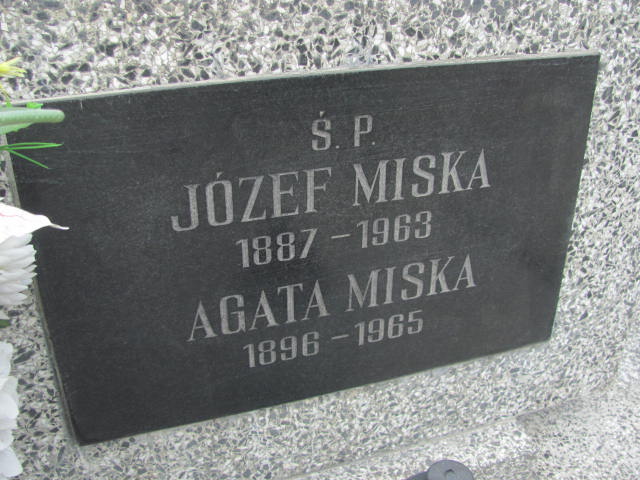 Ś. P.
JÓZEF MISKA
1887 – 1963
AGATA MISKA
1896 – 1965